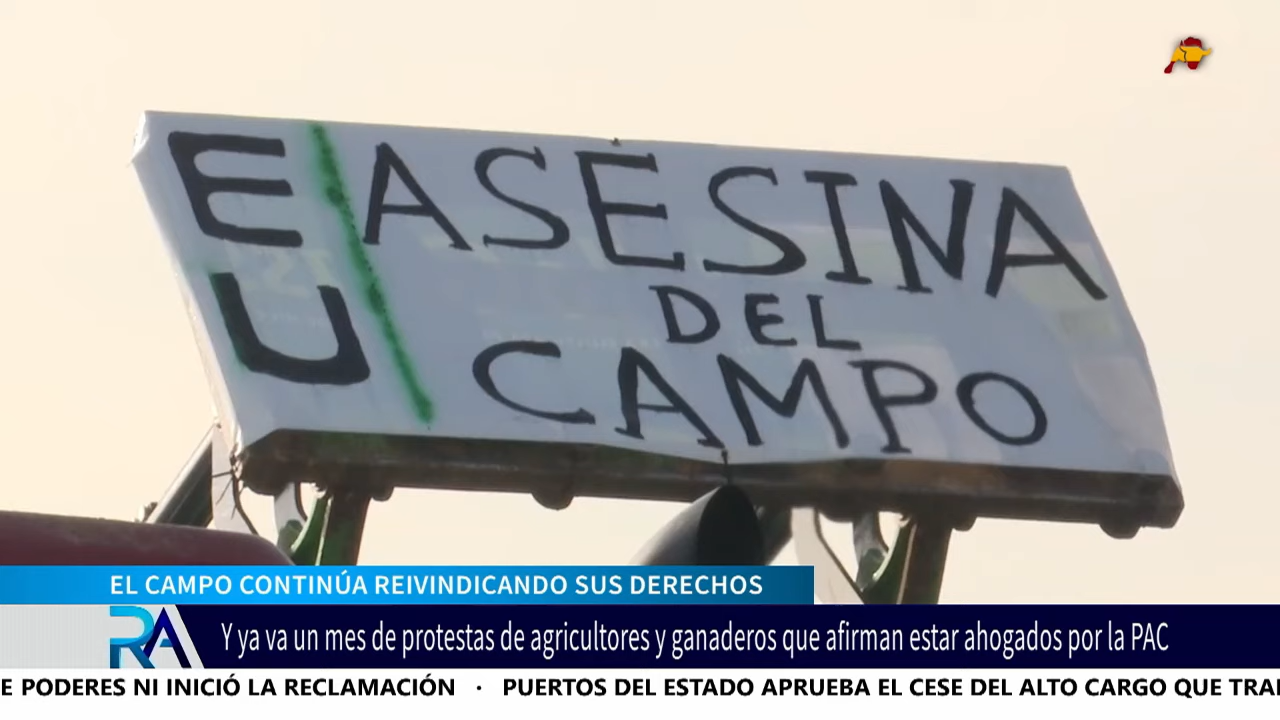 E ASESINA
U DEL
CAMPO
EL CAMPO CONTINÚA REIVINDICANDO SUS DERECHOS
RA Y ya va un mes de protestas de agricultores y ganaderos que afirman estar ahogados por la PAC
E PODERES NI INICIÓ LA RECLAMACIÓN · PUERTOS DEL ESTADO APRUEBA EL CESE DEL ALTO CARGO QUE